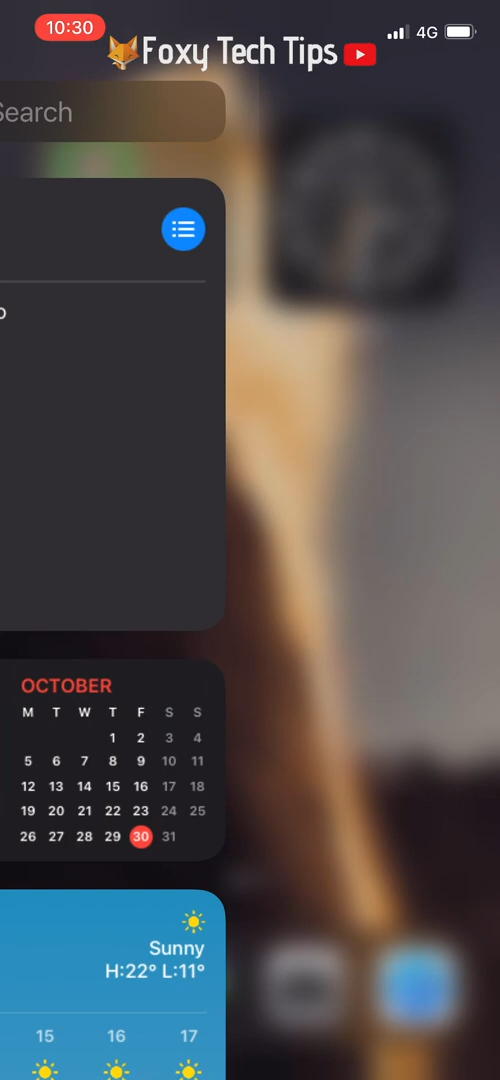 10:30
4G
Foxy Tech Tips
Search
OCTOBER
M T W T F S S
1 2 3 4
5 6 7 8 9 10 11
12 13 14 15 16 17 18
19 20 21 22 23 24 25
26 27 28 29 30 31
Sunny
H:22° L:11°
15 16 17